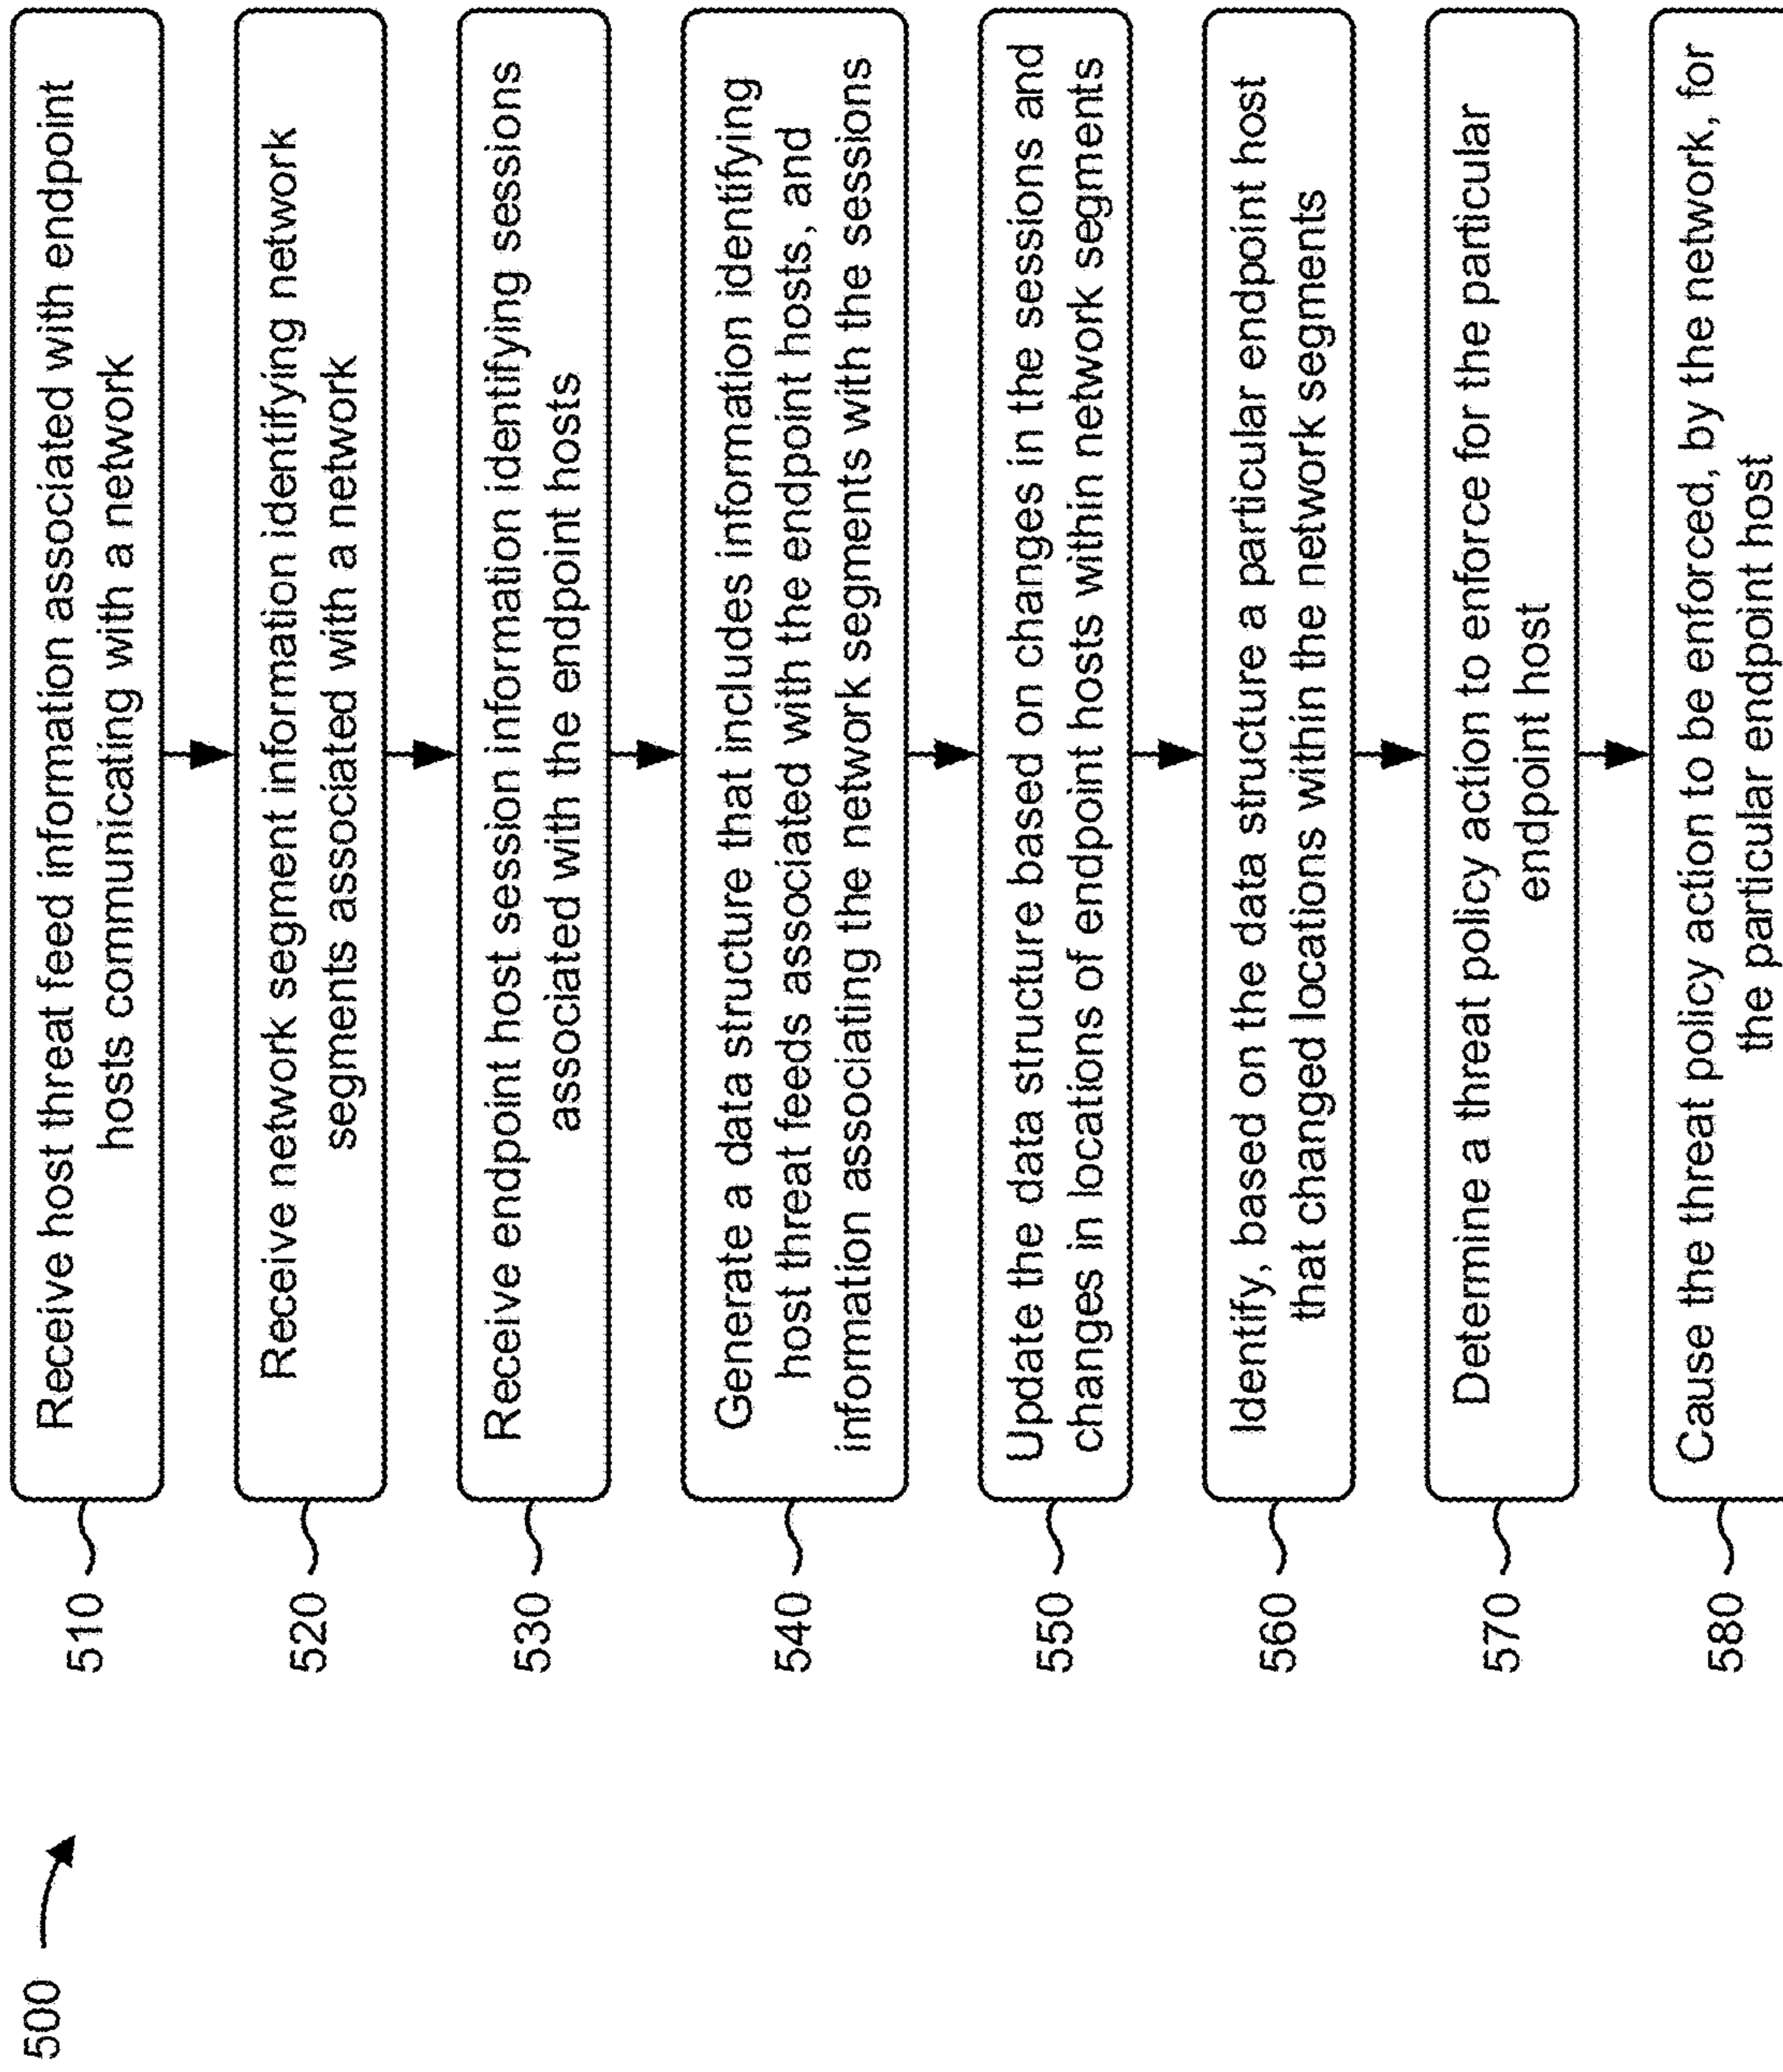 500
510
Receive host threat feed information associated with endpoint
hosts communicating with a network
520
Receive network segment information identifying network
segments associated with a network
530
Receive endpoint host session information identifying sessions
associated with the endpoint hosts
540
Generate a data structure that includes information identifying
host threat feeds associated with the endpoint hosts, and
information associating the network segments with the sessions
550
Update the data structure based on changes in the sessions and
changes in locations of endpoint hosts within network segments
560
Identify, based on the data structure a particular endpoint host
that changed locations within the network segments
570
Determine a threat policy action to enforce for the particular
endpoint host
580
Cause the threat policy action to be enforced, by the network, for
the particular endpoint host